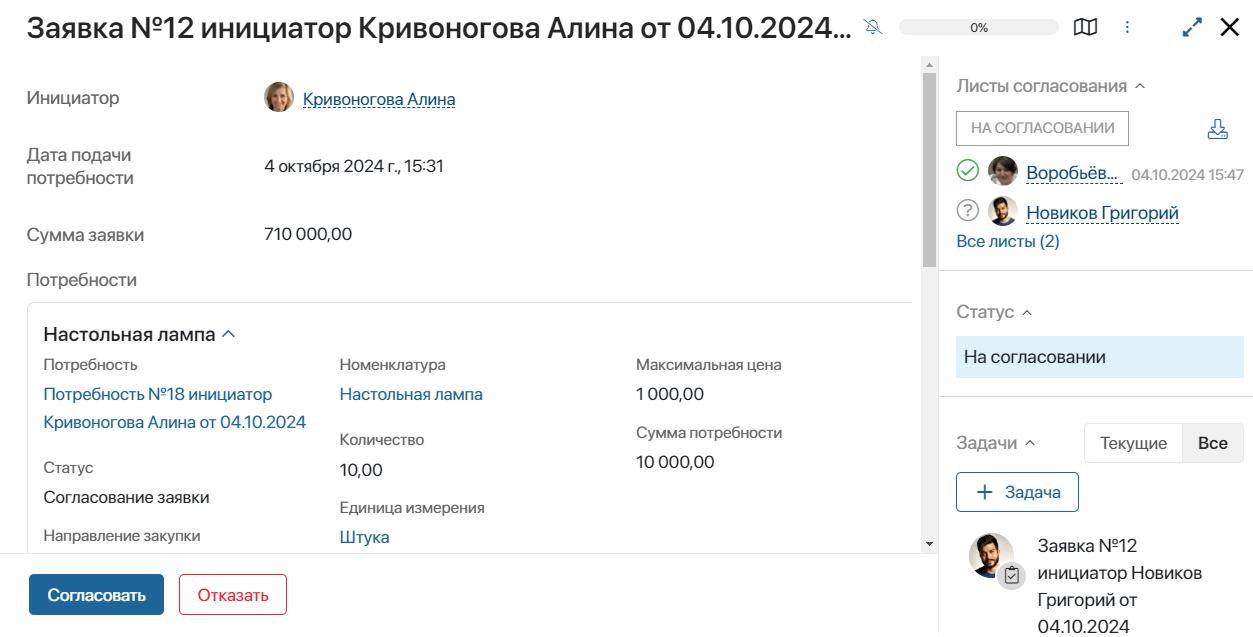 Заявка №12 инициатор Кривоногова Алина от 04.10.2024...
0%
Инициатор
Кривоногова Алина
Дата подачи
потребности
4 октября 2024 г., 15:31
Сумма заявки
710 000,00
Потребности
Настольная лампа
Потребность
Потребность №18 инициатор
Кривоногова Алина от 04.10.2024
Статус
Согласование заявки
Направление закупки
Номенклатура
Настольная лампа
Количество
10,00
Единица измерения
Штука
Максимальная цена
1 000,00
Сумма потребности
10 000,00
Согласовать
Отказать
Листы согласования
НА СОГЛАСОВАНИИ
Воробьёв... 04.10.2024 15:47
Новиков Григорий
Все листы (2)
Статус
На согласовании
Задачи
Текущие
Все
+ Задача
Заявка №12
инициатор Новиков
Григорий от
04.10.2024